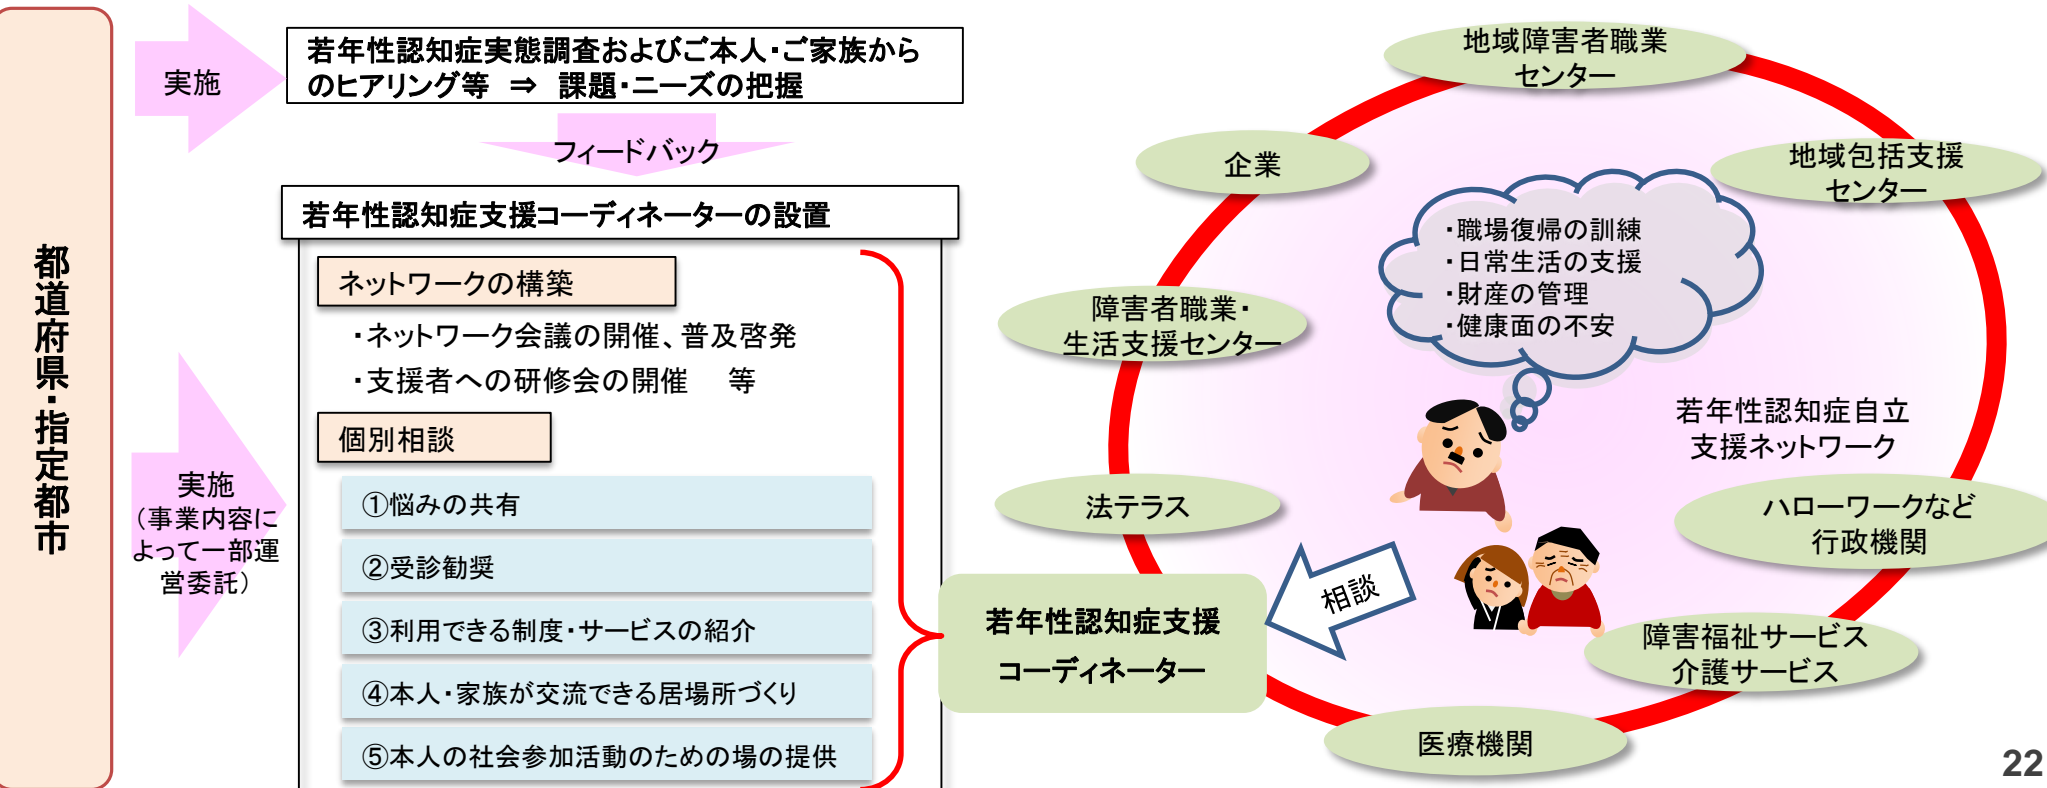 都道府県・指定都市
実施
若年性認知症実態調査およびご本人・ご家族から
のヒアリング等　⇒　課題・ニーズの把握
フィードバック
若年性認知症支援コーディネーターの設置
ネットワークの構築
・ネットワーク会議の開催、普及啓発
・支援者への研修会の開催　等
個別相談
①悩みの共有
②受診勧奨
③利用できる制度・サービスの紹介
④本人・家族が交流できる居場所づくり
⑤本人の社会参加活動のための場の提供
実施
（事業内容に
よって一部運
営委託）
地域障害者職業
センター
企業
地域包括支援
センター
・職場復帰の訓練
・日常生活の支援
・財産の管理
・健康面の不安
障害者職業・
生活支援センター
若年性認知症自立
支援ネットワーク
法テラス
ハローワークなど
行政機関
相談
若年性認知症支援
コーディネーター
障害福祉サービス
介護サービス
医療機関
22